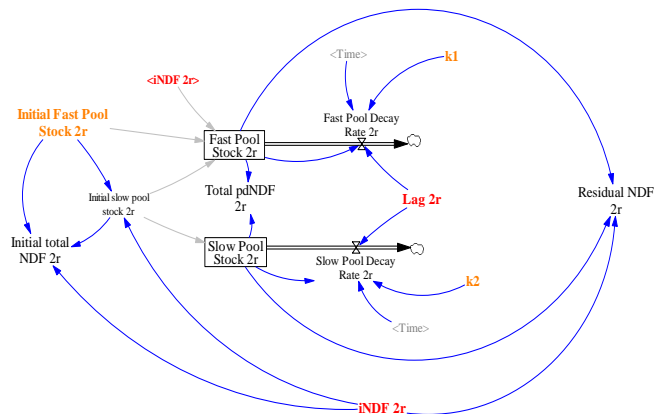 <Time>
k1
<iNDF 2r>
Initial Fast Pool
Stock 2r
Fast Pool Decay
Rate 2r
Fast Pool
Stock 2r
Total pdNDF
2r
Initial slow pool
stock 2r
Lag 2r
Residual NDF
2r
Initial total
NDF 2r
Slow Pool
Stock 2r
Slow Pool Decay
Rate 2r
k2
<Time>
iNDF 2r